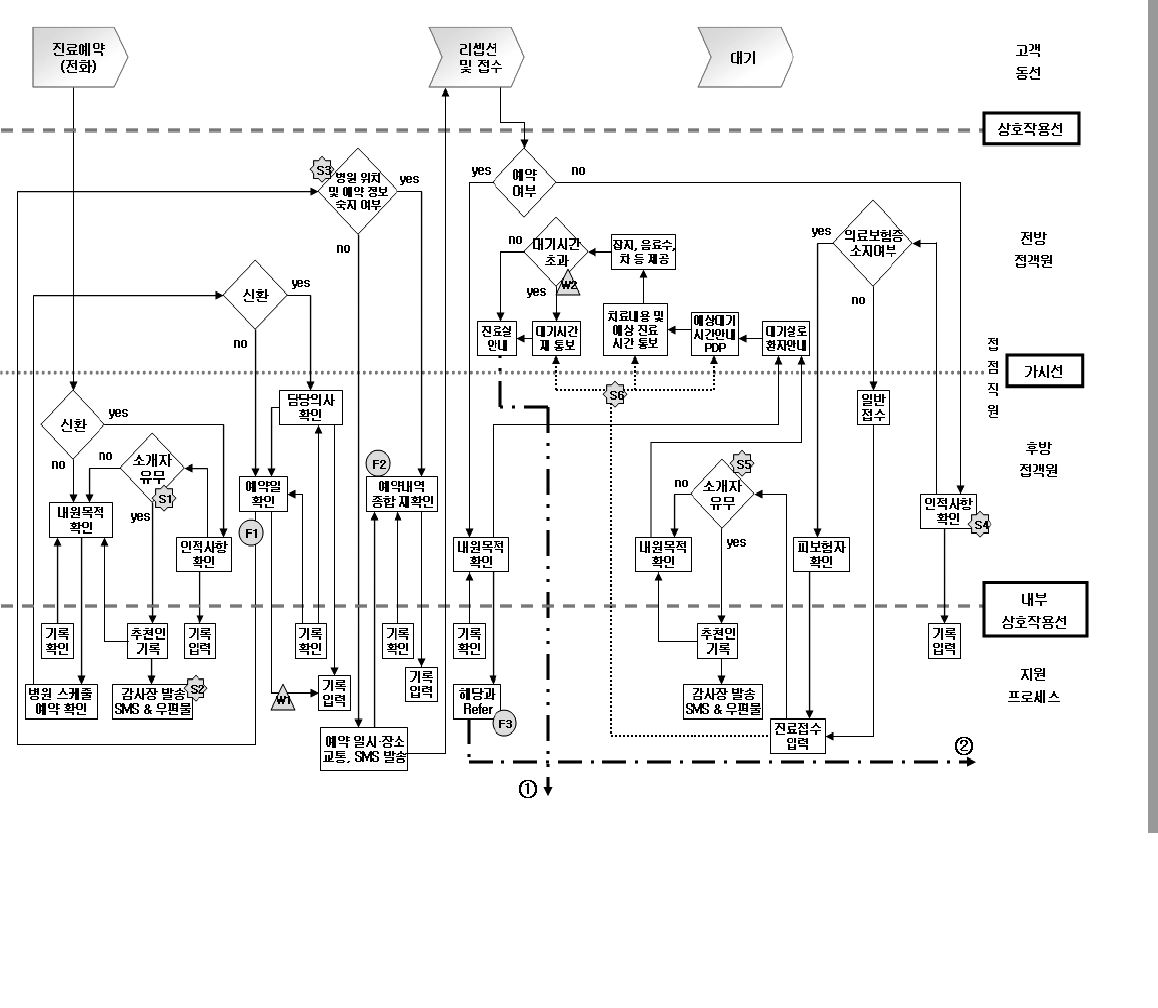 진료예약
(전화)
리셉션
및 접수
대기
고객
동선
상호작용선
S3
병원 위치
및 예약 정보
숙지 여부
yes
no
yes
예약
여부
no
전방
접객원
no
대기시간
초과
W2
yes
잡지, 음료수,
차 등 제공
yes
의료보험증
소지여부
no
신환
yes
no
진료실
안내
대기시간
재 통보
치료내용 및
예상 진료
시간 통보
예상대기
시간안내
PDP
대기실로
환자안내
접
점
직
원
가시선
신환
yes
no
담당의사
확인
S6
일반
접수
후방
접객원
no
소개자
유무
S1
yes
F2
예약일
확인
예약내역
종합 재확인
F1
no
소개자
유무
S5
yes
인적사항
확인
S4
내원목적
확인
인적사항
확인
내원목적
확인
내원목적
확인
피보험자
확인
내부
상호작용선
기록
확인
추천인
기록
기록
입력
기록
확인
기록
확인
기록
확인
추천인
기록
기록
입력
지원
프로세스
병원 스케줄
예약 확인
감사장 발송
SMS & 우편물
S2
W1
기록
입력
기록
입력
해당과
Refer
F3
감사장 발송
SMS & 우편물
진료접수
입력
예약 일시·장소
교통, SMS 발송
②
①